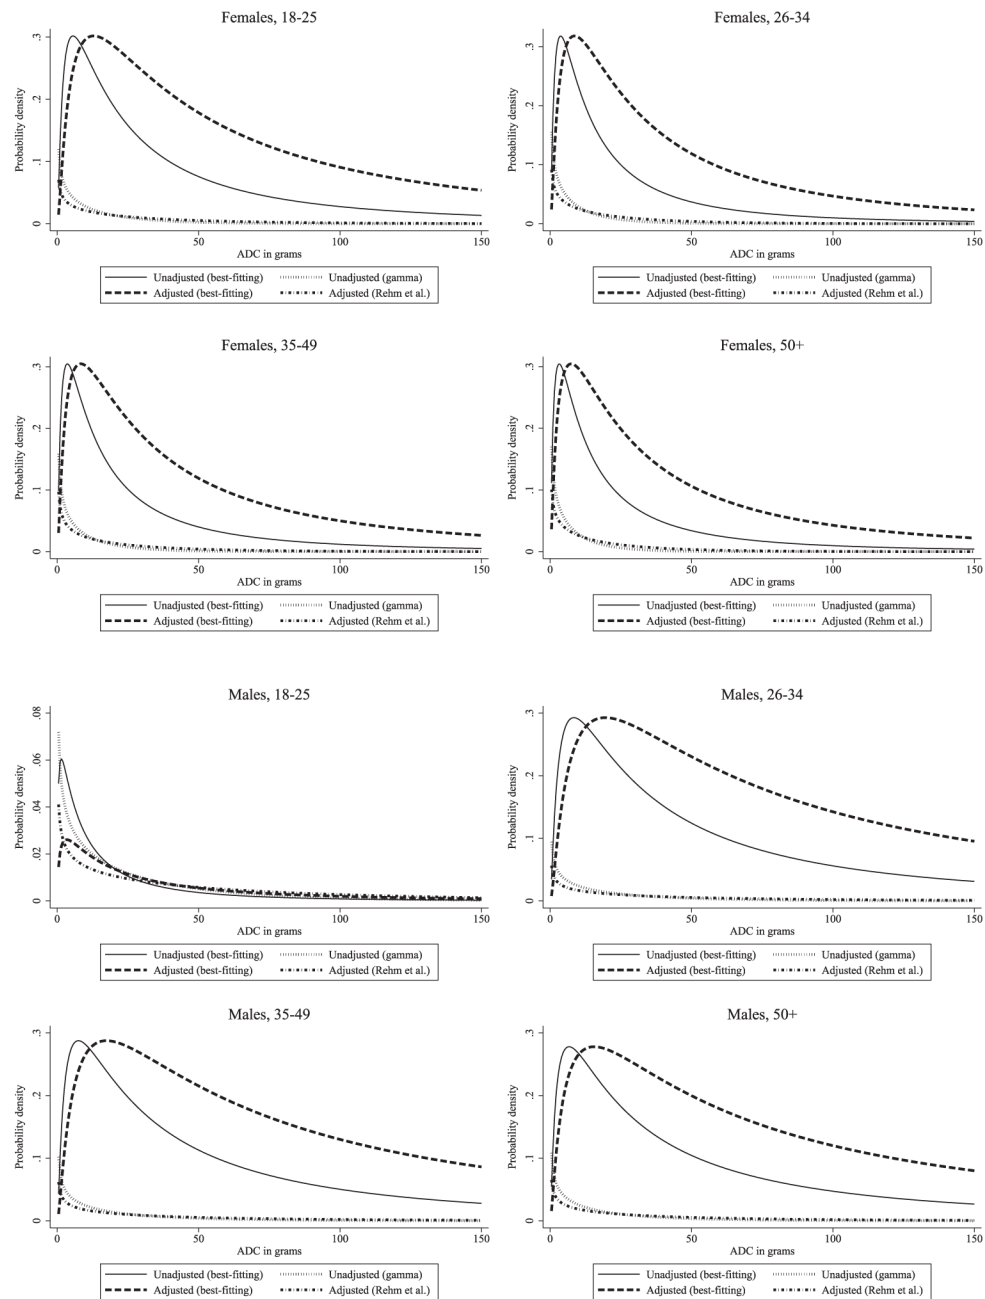 Females, 18-25
Probability density
.3
.2
.1
0
0 50 100 150
ADC in grams
Unadjusted (best-fitting) Unadjusted (gamma)
Adjusted (best-fitting) Adjusted (Rehm et al.)
Females, 26-34
Probability density
.3
.2
.1
0
0 50 100 150
ADC in grams
Unadjusted (best-fitting) Unadjusted (gamma)
Adjusted (best-fitting) Adjusted (Rehm et al.)
Females, 35-49
Probability density
.3
.2
.1
0
0 50 100 150
ADC in grams
Unadjusted (best-fitting) Unadjusted (gamma)
Adjusted (best-fitting) Adjusted (Rehm et al.)
Females, 50+
Probability density
.3
.2
.1
0
0 50 100 150
ADC in grams
Unadjusted (best-fitting) Unadjusted (gamma)
Adjusted (best-fitting) Adjusted (Rehm et al.)
Males, 18-25
Probability density
.08
.06
.04
.02
0
0 50 100 150
ADC in grams
Unadjusted (best-fitting) Unadjusted (gamma)
Adjusted (best-fitting) Adjusted (Rehm et al.)
Males, 26-34
Probability density
.3
.2
.1
0
0 50 100 150
ADC in grams
Unadjusted (best-fitting) Unadjusted (gamma)
Adjusted (best-fitting) Adjusted (Rehm et al.)
Males, 35-49
Probability density
.3
.2
.1
0
0 50 100 150
ADC in grams
Unadjusted (best-fitting) Unadjusted (gamma)
Adjusted (best-fitting) Adjusted (Rehm et al.)
Males, 50+
Probability density
.3
.2
.1
0
0 50 100 150
ADC in grams
Unadjusted (best-fitting) Unadjusted (gamma)
Adjusted (best-fitting) Adjusted (Rehm et al.)